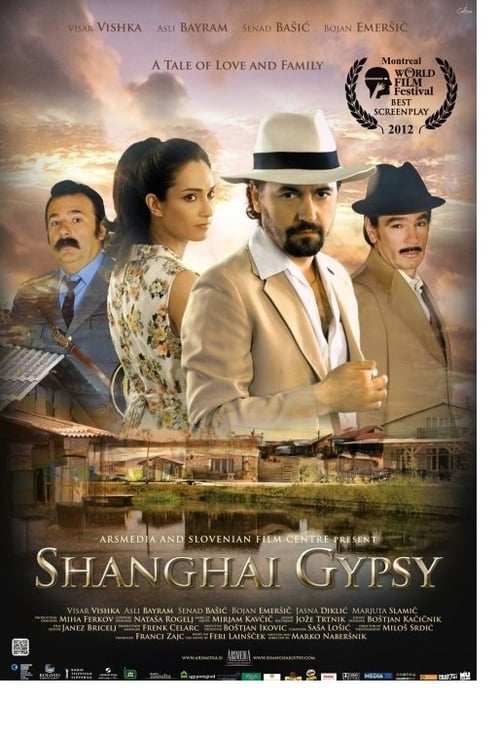 VISAR VISHKA ASLI BAYRAM SENAD BAŠIĆ BOJAN EMERŠIČ
A TALE OF LOVE AND FAMILY
Montreal
WORLD
FILM
Festival
BEST
SCREENPLAY
2012
ARSMEDIA AND SLOVENIAN FILM CENTRE PRESENT
SHANGHAI GYPSY
VISAR VISHKA ASLI BAYRAM SENAD BAŠIĆ BOJAN EMERŠIČ JASNA DIKLIĆ MARJUTA SLAMIČ
MIHA FERKOV NATAŠA ROGELJ MIRJAM KAVČIČ JOŽE TRTNIK BOŠTJAN KAČIČNIK
JANEZ BRICELJ FRENK CELARC BOŠTJAN IKOVIC SAŠA LOŠIĆ MILOŠ SRDIĆ
FRANCI ZAJC FERI LAINŠČEK MARKO NABERŠNIK
WWW.ARSMEDIA.SI ARSMEDIA WWW.SHANGHAIGYPSY.COM